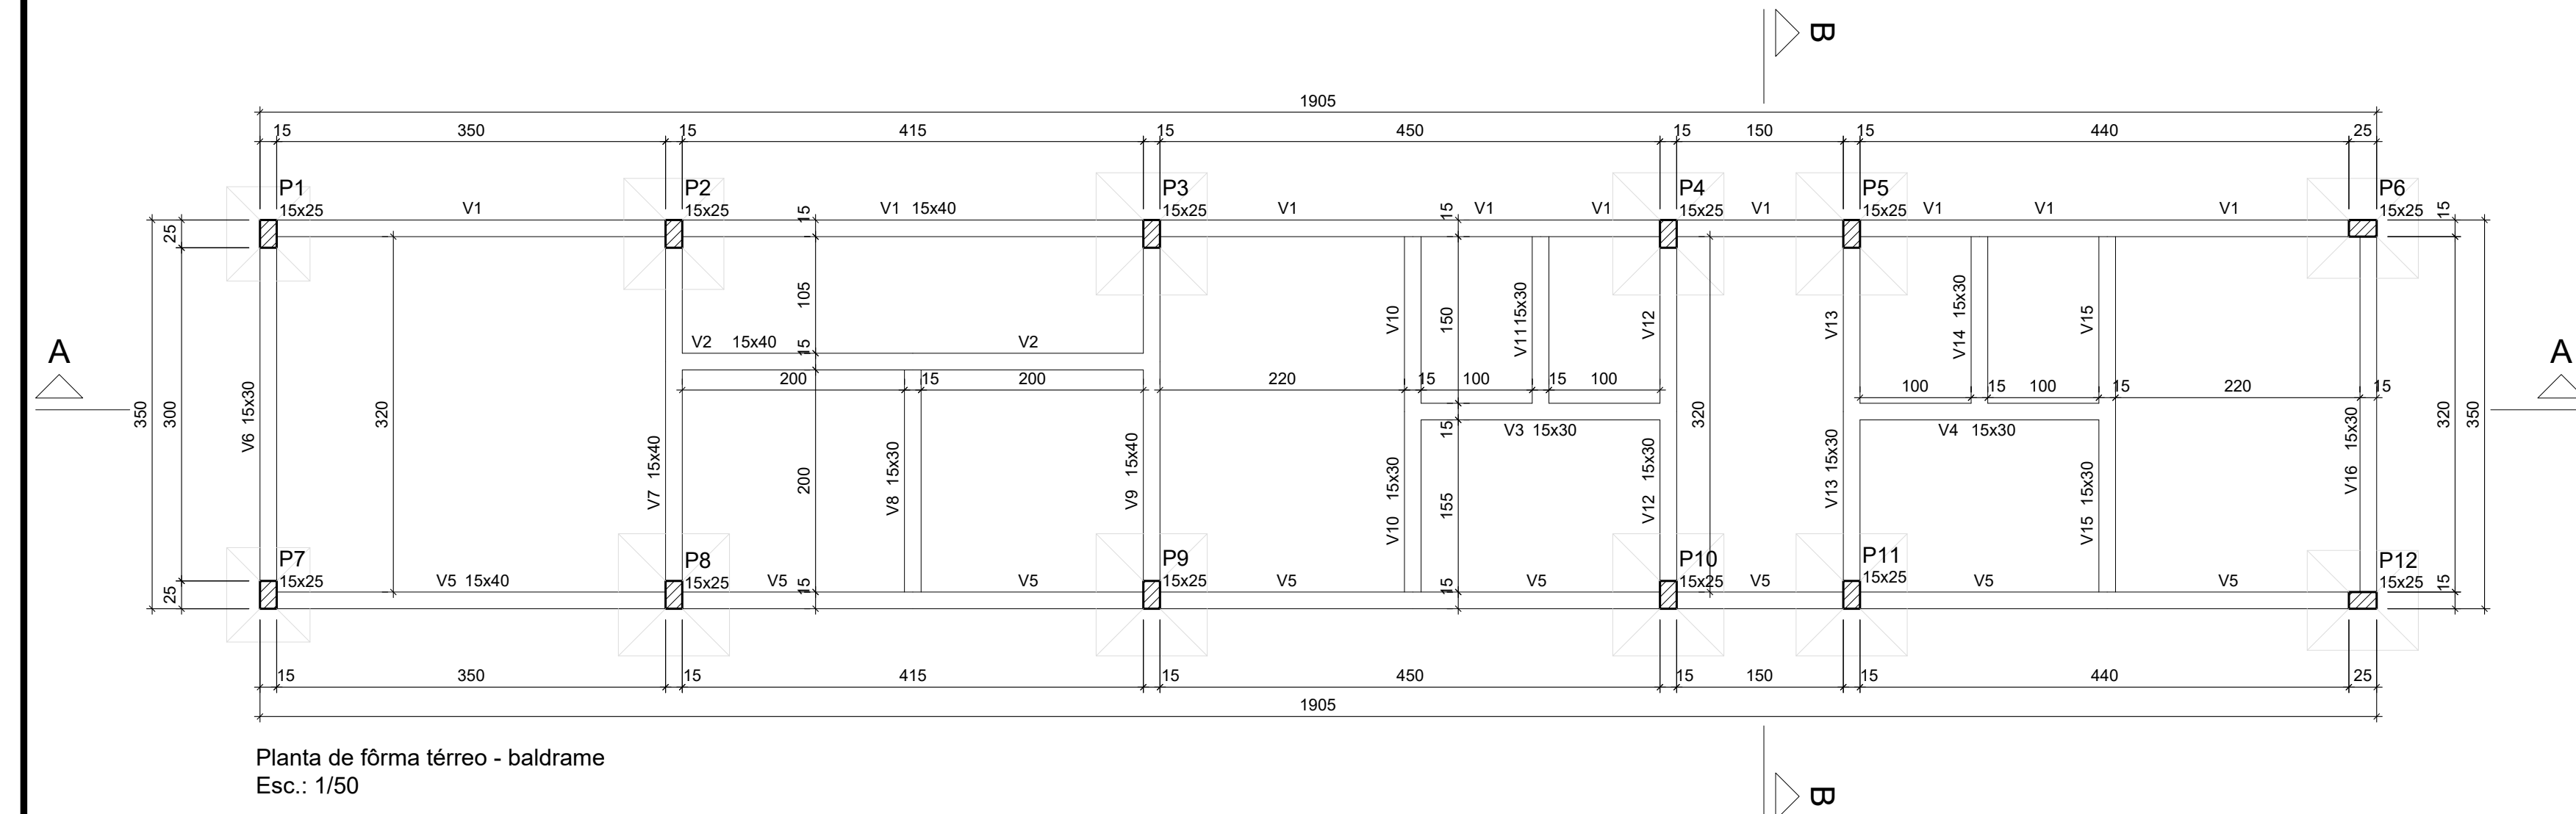 B
1905
15 350 15 415 15 450 15 150 15 440 25
P1 P2 P3 P4 P5 P6
15x25 15x25 15x25 15x25 15x25 15x25
V1 V1 15x40 V1 V1 V1 V1 V1 V1 V1
25 15 15 15
105 150 V10 V11 15x30 V12 V13 V14 15x30 V15
V2 15x40 15 V2
A A
200 15 200 220 15 100 15 100 100 15 100 15 220 15
350 300 V6 15x30 320 320 320 350
V3 15x30 V4 15x30
15
V7 15x40 200 V8 15x30 V9 15x40 V10 15x30 155 V12 15x30 V13 15x30 V15 15x30 V16 15x30
P7 P8 P9 P10 P11 P12
15x25 15x25 15x25 15x25 15x25 15x25
25 V5 15x40 V5 15 V5 V5 15 V5 V5 V5 V5 15
15 350 15 415 15 450 15 150 15 440 25
1905
Planta de fôrma térreo - baldrame
Esc.: 1/50
B